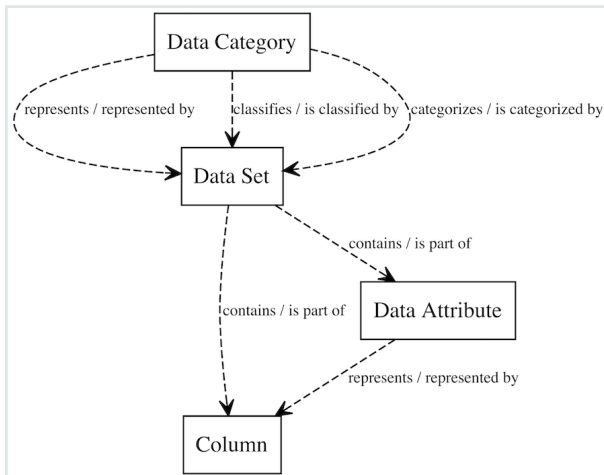 Data Category
represents / represented by
classifies / is classified by
categorizes / is categorized by
Data Set
contains / is part of
contains / is part of
Data Attribute
represents / represented by
Column